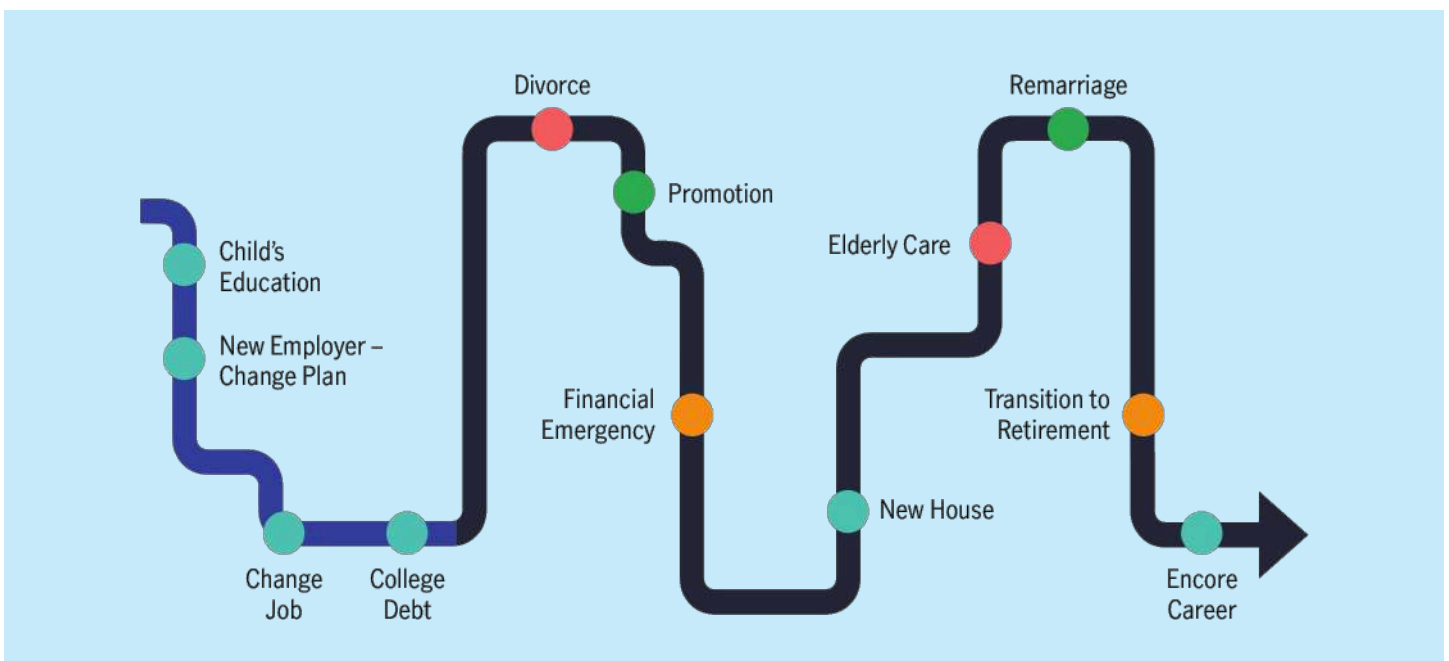 Divorce
Remarriage
Promotion
Child's
Education
Elderly Care
New Employer –
Change Plan
Financial
Emergency
Transition to
Retirement
New House
Change
Job
College
Debt
Encore
Career